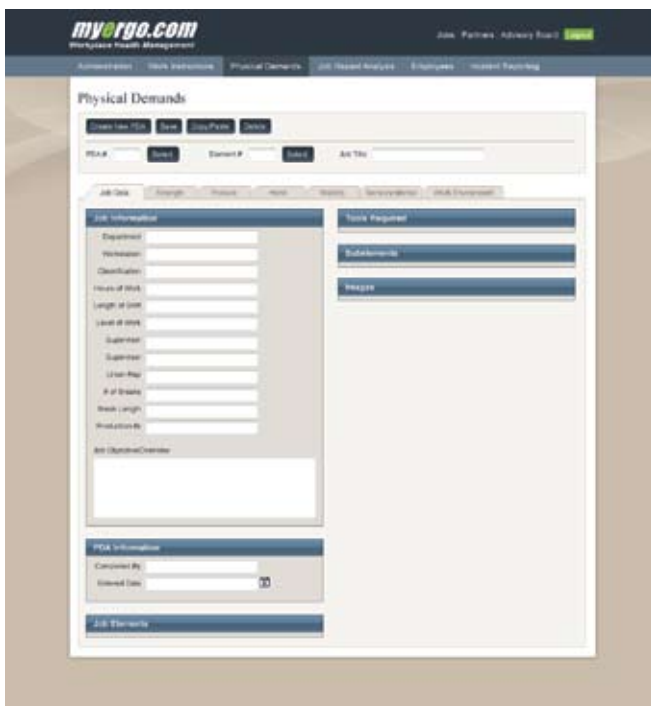 myergo.com
Workplace Health Management
Jobs Partners Advisory Board Logout
Administration Work Instructions Physical Demands Job Hazard Analysis Employees Incident Reporting
Physical Demands
Create New PDA Save Copy/Paste Delete
PDA # Select Element # Select Job Title
Job Data Strength Posture Mobility Work Environment
Job Information
Tools Required
Department
Workstation
Subelements
Classification
Hours of Work
Images
Length of Shift
Level of Work
Supervisor
Supervisor
Union Rep
# of Breaks
Break Length
Production Rt
Job Objective/Overview
PDA Information
Completed By
Entered Date
Job Elements